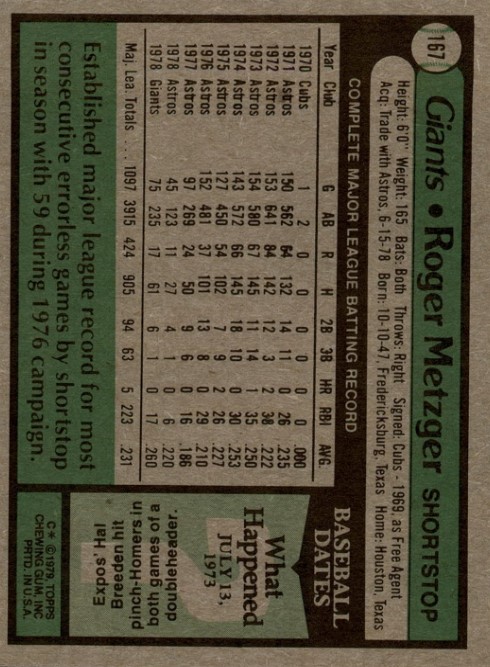 167
Giants • Roger Metzger SHORTSTOP
Height: 6'0" Weight: 165 Bats: Both Throws: Right Signed: Cubs - 1969, as Free Agent
Acq: Trade with Astros, 6-15-78 Born: 10-10-47, Fredericksburg, Texas Home: Houston, Texas
COMPLETE MAJOR LEAGUE BATTING RECORD
Year Club G AB R H 2B 3B HR RBI AVG.
1970 Cubs 1 2 0 0 0 0 0 0 .000
1971 Astros 150 562 64 132 14 11 0 26 .235
1972 Astros 153 641 84 142 12 3 2 38 .222
1973 Astros 154 580 67 145 11 14 1 35 .250
1974 Astros 143 572 66 145 18 10 0 30 .253
1975 Astros 127 450 54 102 7 9 2 26 .227
1976 Astros 152 481 37 101 13 8 0 29 .210
1977 Astros 97 269 24 50 9 6 0 16 .186
1978 Astros 45 123 11 27 4 1 0 6 .220
1978 Giants 75 235 17 61 6 1 0 17 .260
Maj. Lea. Totals ... 1097 3915 424 905 94 63 5 223 .231
Established major league record for most
consecutive errorless games by shortstop
in season with 59 during 1976 campaign.
BASEBALL
DATES
What
Happened
JULY 13,
1973
Expos' Hal
Breeden hit
pinch-Homers in
both games of a
doubleheader.
C* © 1979, TOPPS
CHEWING GUM, INC
PRTD. IN U.S.A.